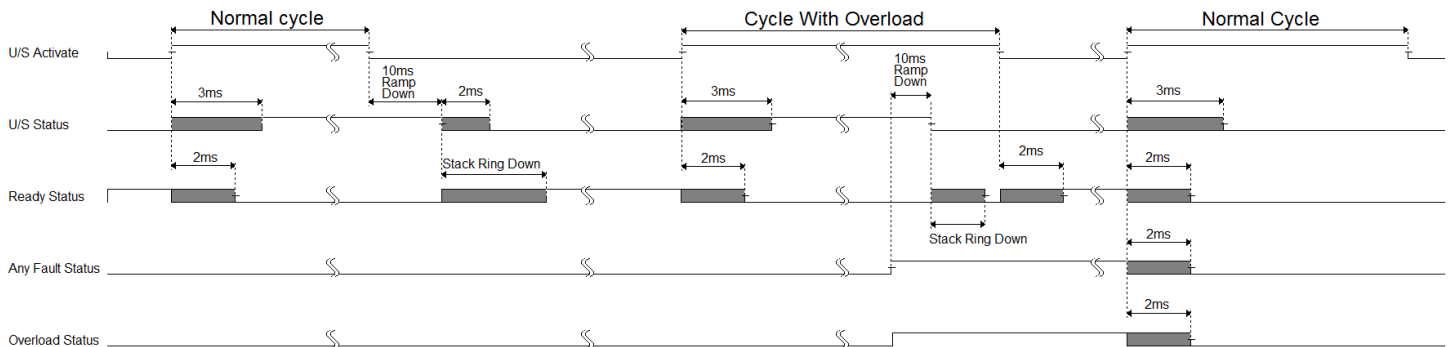 Normal cycle
Cycle With Overload
Normal Cycle
U/S Activate
10ms
Ramp
Down
10ms
Ramp
Down
3ms
2ms
3ms
3ms
U/S Status
2ms
Stack Ring Down
2ms
2ms
2ms
Ready Status
Stack Ring Down
2ms
Any Fault Status
2ms
Overload Status